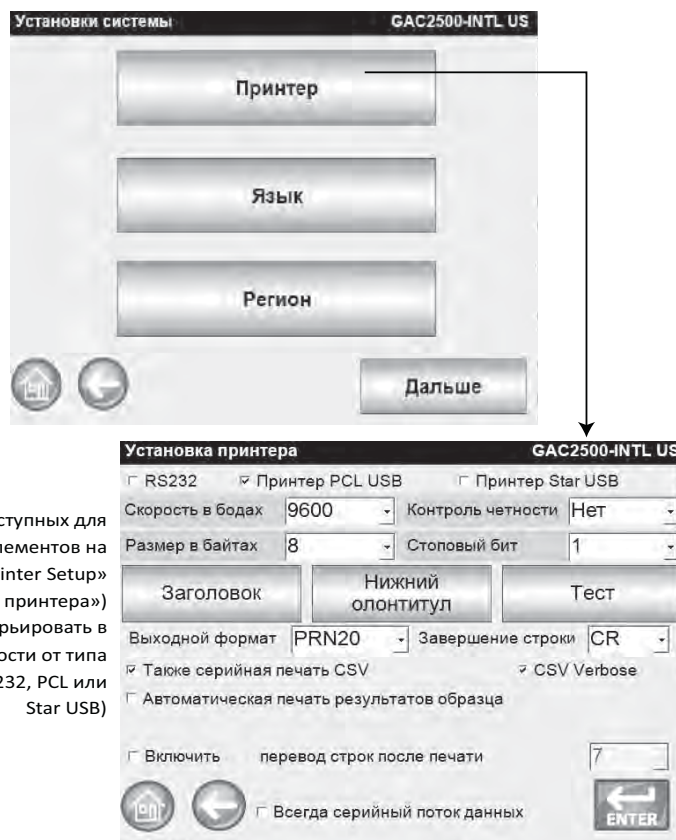 Установки системы GAC2500-INTL US
Принтер
Язык
Регион
Дальше
Установка принтера GAC2500-INTL US
RS232 Принтер PCL USB Принтер Star USB
Скорость в бодах 9600 Контроль четности Нет
Размер в байтах 8 Стоповый бит 1
Заголовок Нижний олонтитул Тест
Выходной формат PRN20 Завершение строки CR
Также серийная печать CSV CSV Verbose
Автоматическая печать результатов образца
Включить перевод строк после печати 7
Всегда серийный поток данных ENTER
ступных для
лементов на
inter Setup»
принтера»)
рьировать в
ости от типа
232, PCL или
Star USB)